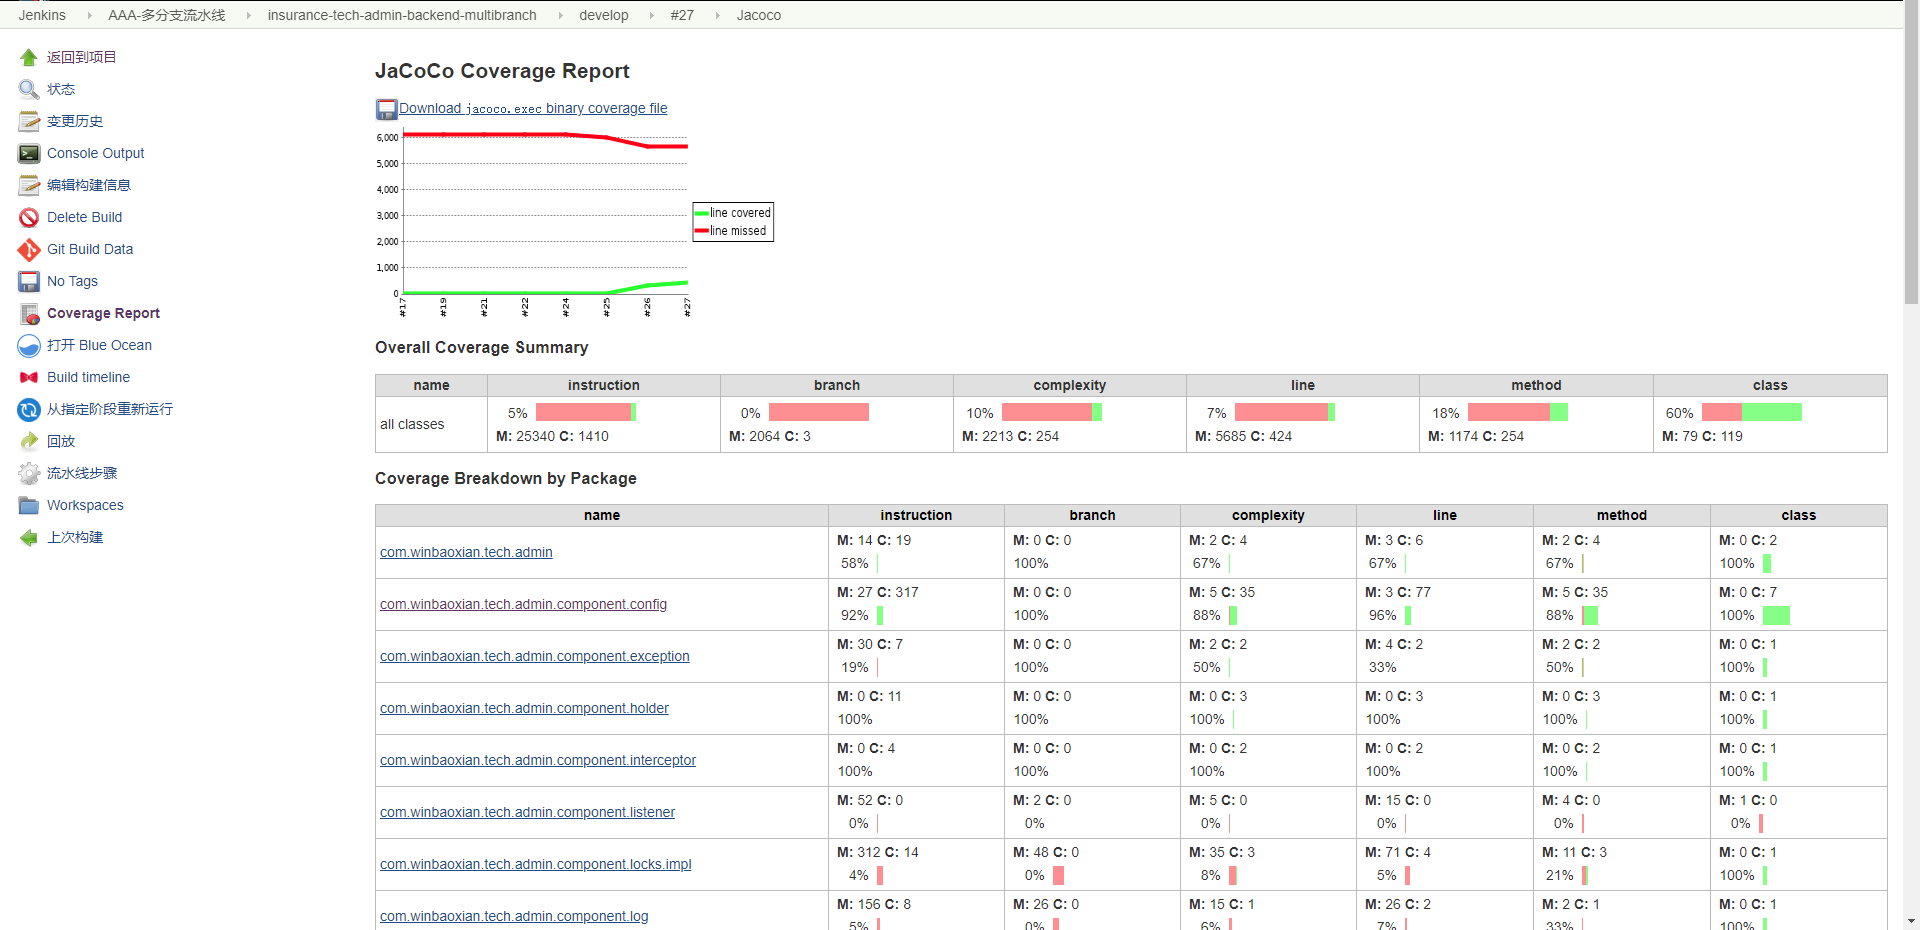 Jenkins AAA-多分支流水线 insurance-tech-admin-backend-multibranch develop #27 Jacoco
返回到项目
状态
变更历史
Console Output
编辑构建信息
Delete Build
Git Build Data
No Tags
Coverage Report
打开 Blue Ocean
Build timeline
从指定阶段重新运行
回放
流水线步骤
Workspaces
上次构建
JaCoCo Coverage Report
Download jacoco.exec binary coverage file
6,000
5,000
4,000
3,000
2,000
1,000
0
#17 #19 #21 #22 #24 #25 #26 #27
line covered
line missed
Overall Coverage Summary
name instruction branch complexity line method class
all classes
5% 0% 10% 7% 18% 60%
M: 25340 C: 1410 M: 2064 C: 3 M: 2213 C: 254 M: 5685 C: 424 M: 1174 C: 254 M: 79 C: 119
Coverage Breakdown by Package
name instruction branch complexity line method class
com.winbaoxian.tech.admin
M: 14 C: 19 M: 0 C: 0 M: 2 C: 4 M: 3 C: 6 M: 2 C: 4 M: 0 C: 2
58% 100% 67% 67% 67% 100%
com.winbaoxian.tech.admin.component.config
M: 27 C: 317 M: 0 C: 0 M: 5 C: 35 M: 3 C: 77 M: 5 C: 35 M: 0 C: 7
92% 100% 88% 96% 88% 100%
com.winbaoxian.tech.admin.component.exception
M: 30 C: 7 M: 0 C: 0 M: 2 C: 2 M: 4 C: 2 M: 2 C: 2 M: 0 C: 1
19% 100% 50% 33% 50% 100%
com.winbaoxian.tech.admin.component.holder
M: 0 C: 11 M: 0 C: 0 M: 0 C: 3 M: 0 C: 3 M: 0 C: 3 M: 0 C: 1
100% 100% 100% 100% 100% 100%
com.winbaoxian.tech.admin.component.interceptor
M: 0 C: 4 M: 0 C: 0 M: 0 C: 2 M: 0 C: 2 M: 0 C: 2 M: 0 C: 1
100% 100% 100% 100% 100% 100%
com.winbaoxian.tech.admin.component.listener
M: 52 C: 0 M: 2 C: 0 M: 5 C: 0 M: 15 C: 0 M: 4 C: 0 M: 1 C: 0
0% 0% 0% 0% 0% 0%
com.winbaoxian.tech.admin.component.locks.impl
M: 312 C: 14 M: 48 C: 0 M: 35 C: 3 M: 71 C: 4 M: 11 C: 3 M: 0 C: 1
4% 0% 8% 5% 21% 100%
com.winbaoxian.tech.admin.component.log
M: 156 C: 8 M: 26 C: 0 M: 15 C: 1 M: 26 C: 2 M: 2 C: 1 M: 0 C: 1
5% 0% 6% 7% 33% 100%